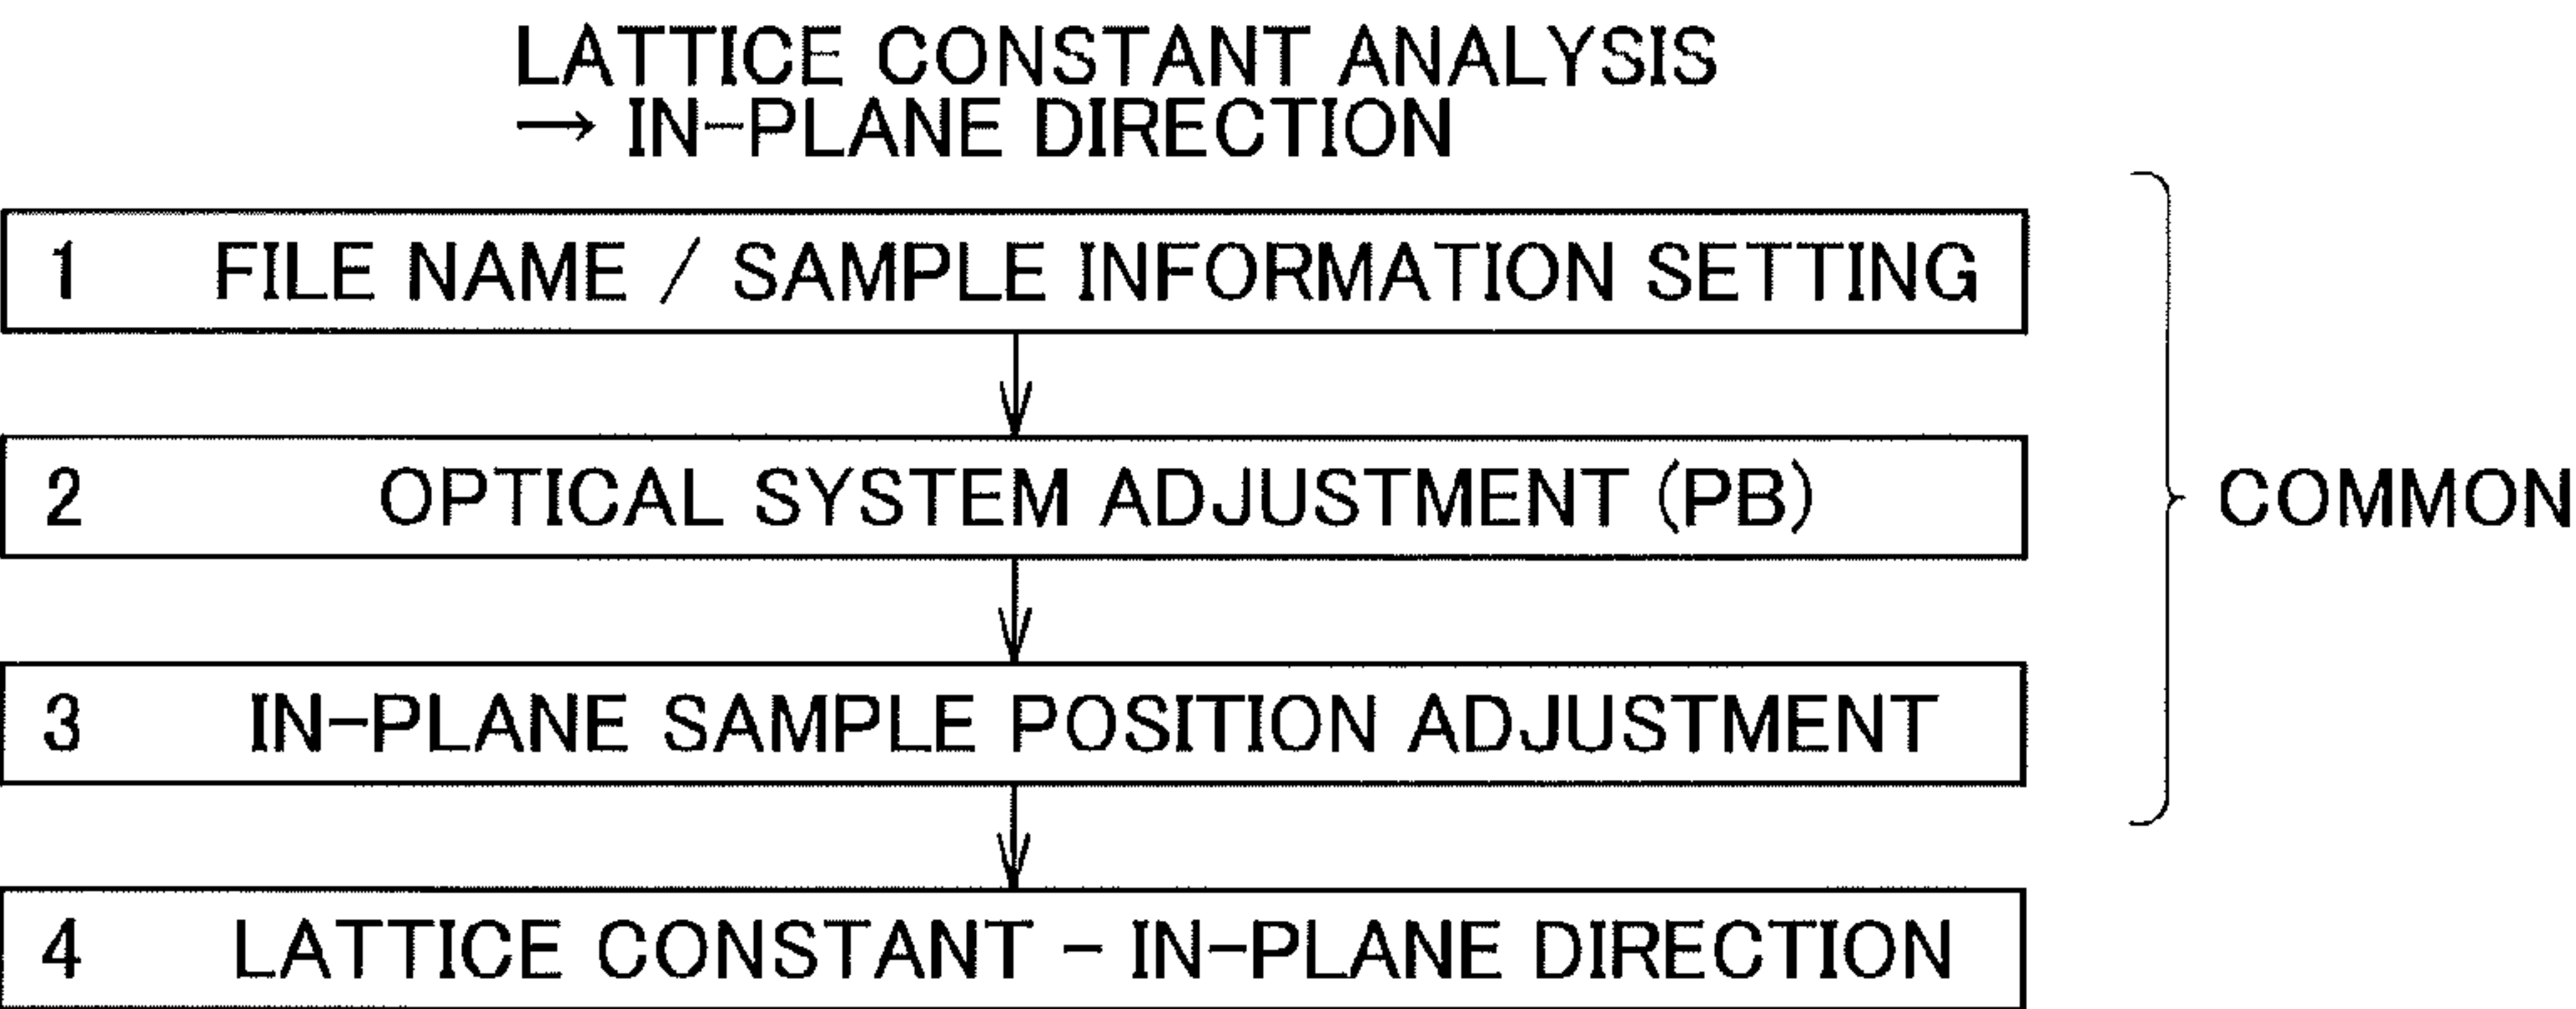 LATTICE CONSTANT ANALYSIS
→ IN-PLANE DIRECTION
1 FILE NAME / SAMPLE INFORMATION SETTING
2 OPTICAL SYSTEM ADJUSTMENT (PB)
COMMON
3 IN-PLANE SAMPLE POSITION ADJUSTMENT
4 LATTICE CONSTANT - IN-PLANE DIRECTION